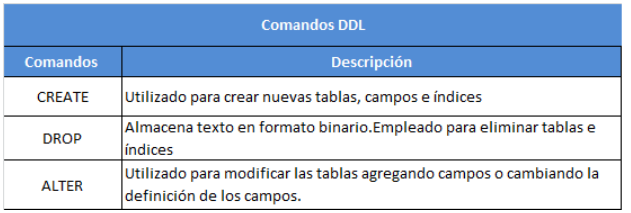 Comandos DDL
Comandos Descripción
CREATE Utilizado para crear nuevas tablas, campos e índices
DROP Almacena texto en formato binario.Empleado para eliminar tablas e
índices
ALTER Utilizado para modificar las tablas agregando campos o cambiando la
definición de los campos.